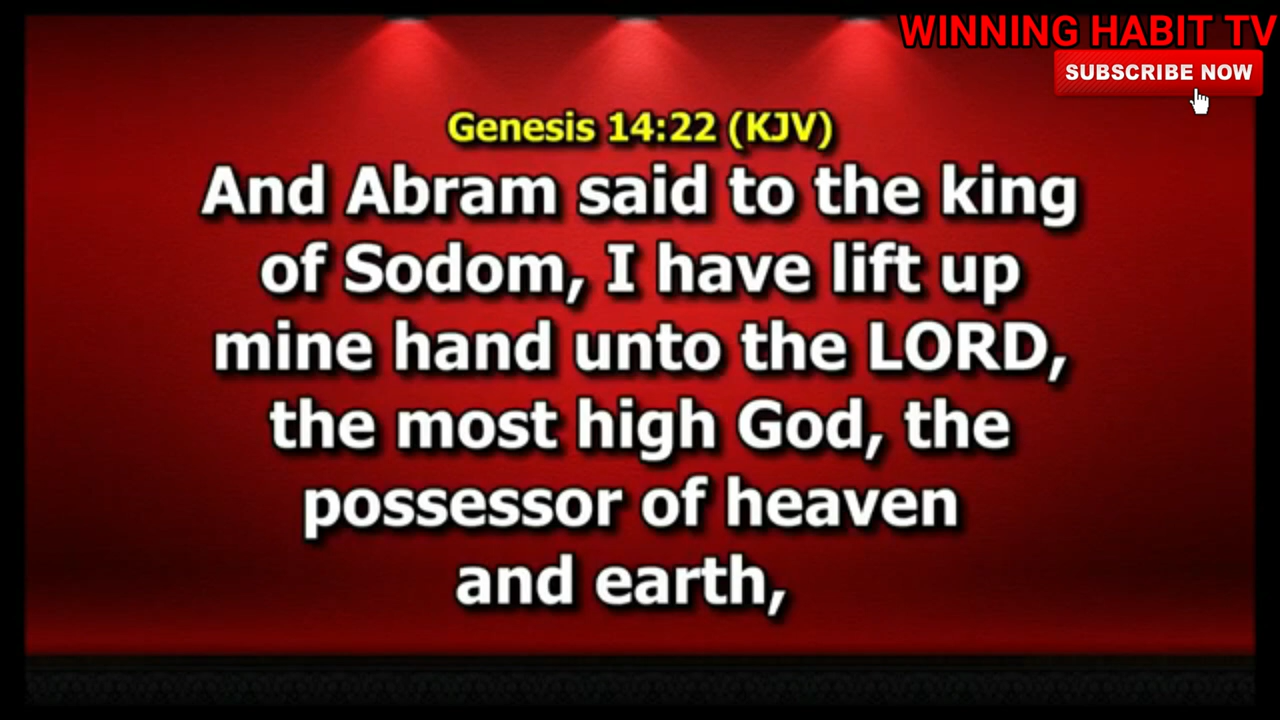 WINNING HABIT TV
SUBSCRIBE NOW
Genesis 14:22 (KJV)
And Abram said to the king
of Sodom, I have lift up
mine hand unto the LORD,
the most high God, the
possessor of heaven
and earth,